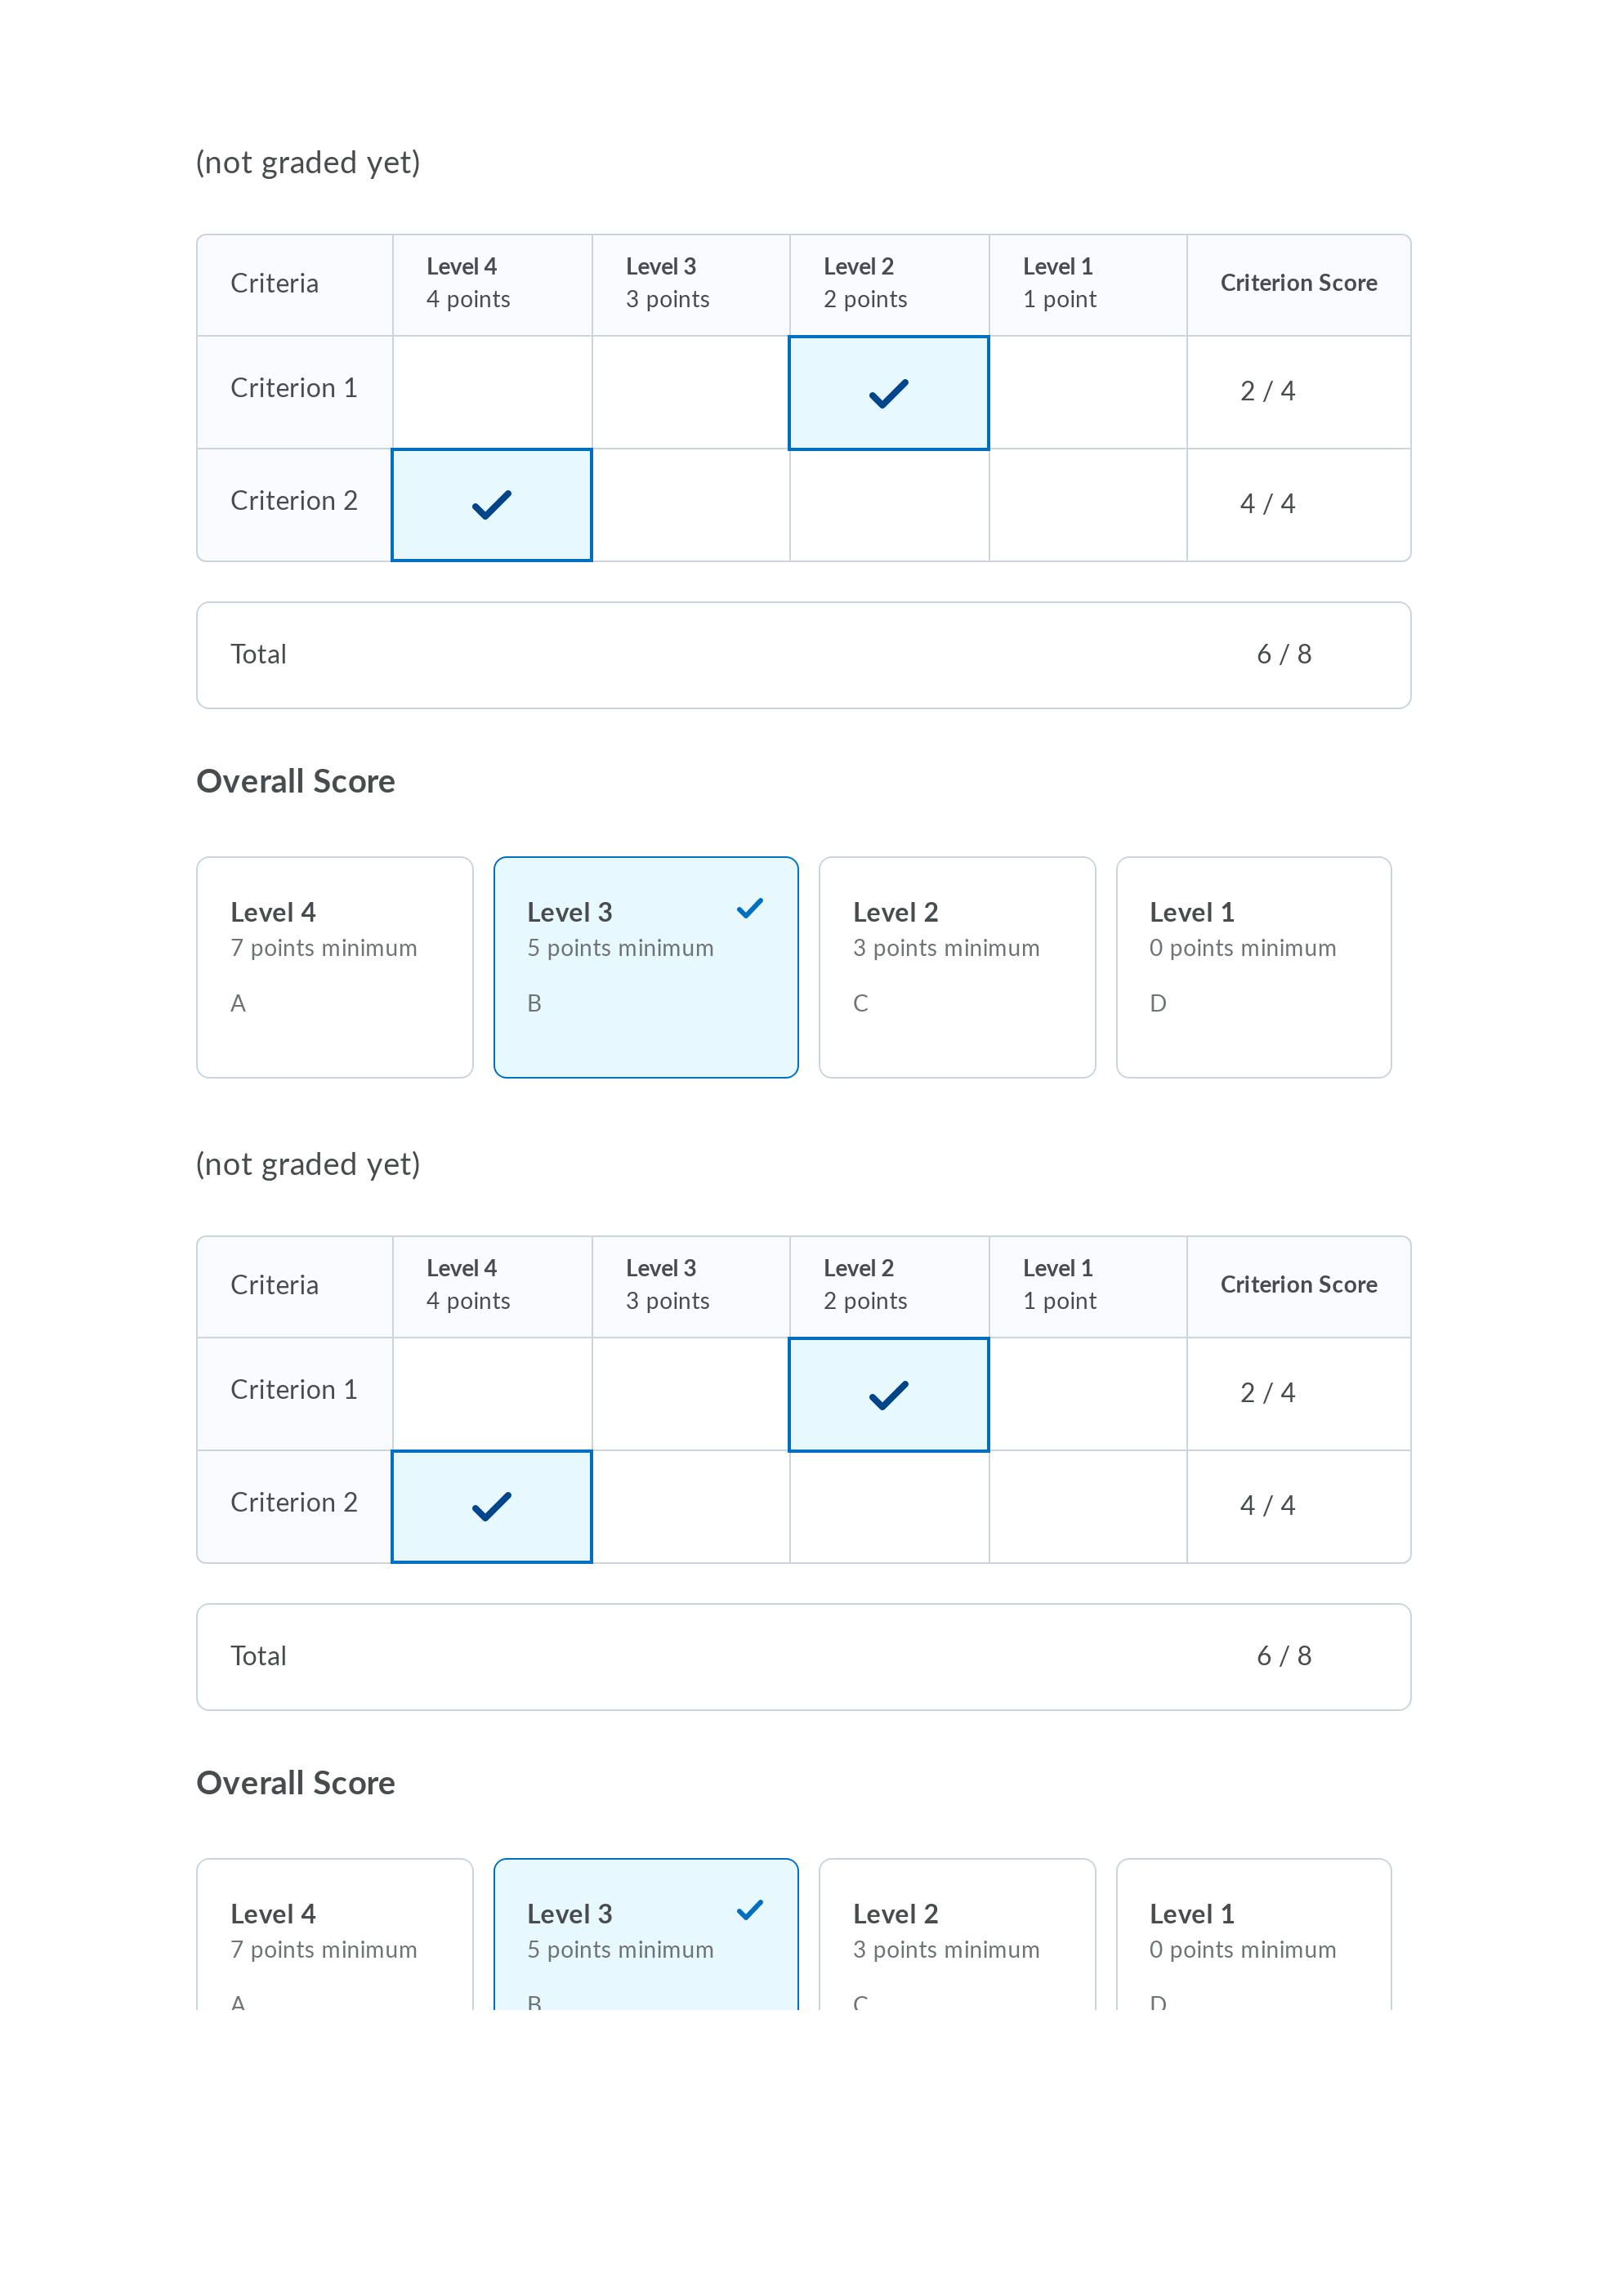 (not graded yet)
Criteria
Level 4
4 points
Level 3
3 points
Level 2
2 points
Level 1
1 point
Criterion Score
Criterion 1
2 / 4
Criterion 2
4 / 4
Total
6 / 8
Overall Score
Level 4
7 points minimum
A
Level 3
5 points minimum
B
Level 2
3 points minimum
C
Level 1
0 points minimum
D
(not graded yet)
Criteria
Level 4
4 points
Level 3
3 points
Level 2
2 points
Level 1
1 point
Criterion Score
Criterion 1
2 / 4
Criterion 2
4 / 4
Total
6 / 8
Overall Score
Level 4
7 points minimum
A
Level 3
5 points minimum
B
Level 2
3 points minimum
C
Level 1
0 points minimum
D